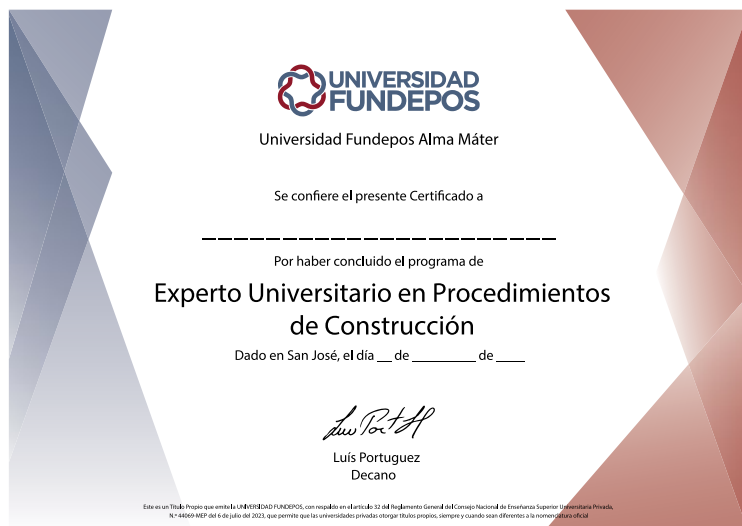 UNIVERSIDAD
FUNDEPOS
Universidad Fundepos Alma Máter
Se confiere el presente Certificado a
_______________________
Por haber concluido el programa de
Experto Universitario en Procedimientos
de Construcción
Dado en San José, el día __ de _________ de ____
Luís Portuguez
Decano
Este es un Título Propio que emite la UNIVERSIDAD FUNDEPOS, con respaldo en el artículo 32 del Reglamento General del Consejo Nacional de Enseñanza Superior Universitaria Privada,
N.º 44069-MEP del 6 de julio del 2023, que permite que las universidades privadas otorgar títulos propios, siempre y cuando sean diferentes a la nomenclatura oficial